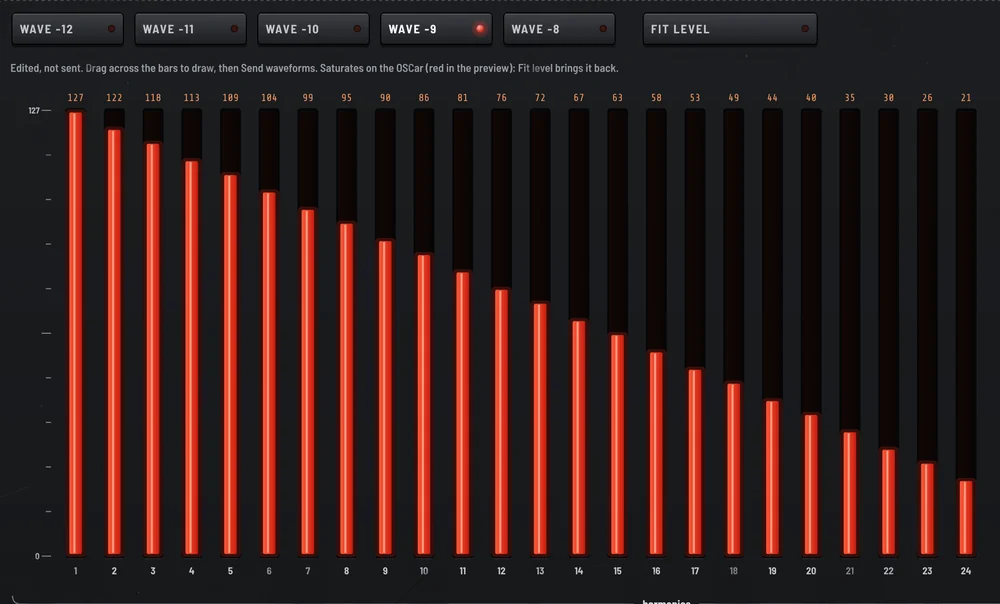 WAVE -12 WAVE -11 WAVE -10 WAVE -9 WAVE -8 FIT LEVEL
Edited, not sent. Drag across the bars to draw, then Send waveforms. Saturates on the OSCar (red in the preview): Fit level brings it back.
127 122 118 113 109 104 99 95 90 86 81 76 72 67 63 58 53 49 44 40 35 30 26 21
127
0
1 2 3 4 5 6 7 8 9 10 11 12 13 14 15 16 17 18 19 20 21 22 23 24
harmonics